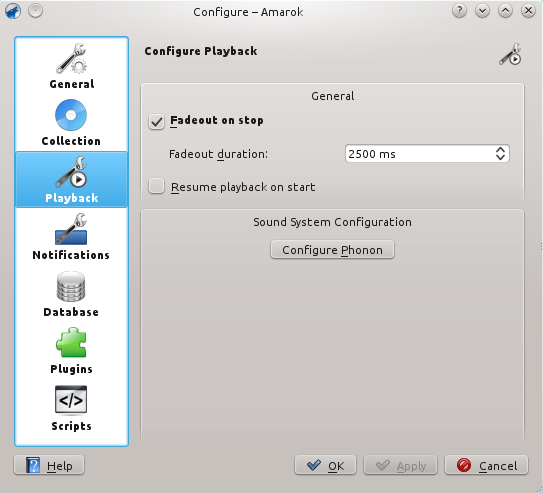 Configure – Amarok
General
Collection
Playback
Notifications
Database
Plugins
Scripts
Configure Playback
General
Fadeout on stop
Fadeout duration:
2500 ms
Resume playback on start
Sound System Configuration
Configure Phonon
Help
OK
Apply
Cancel